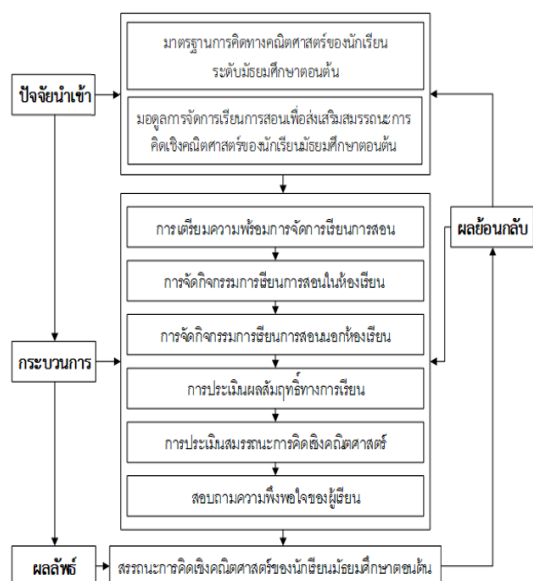 มาตรฐานการคิดทางคณิตศาสตร์ของนักเรียน
ระดับมัธยมศึกษาตอนต้น
ปัจจัยนำเข้า
มอดูลการจัดการเรียนการสอนเพื่อส่งเสริมสมรรถนะการ
คิดเชิงคณิตศาสตร์ของนักเรียนมัธยมศึกษาตอนต้น
การเตรียมความพร้อมการจัดการเรียนการสอน
ผลย้อนกลับ
การจัดกิจกรรมการเรียนการสอนในห้องเรียน
การจัดกิจกรรมการเรียนการสอนนอกห้องเรียน
กระบวนการ
การประเมินผลสัมฤทธิ์ทางการเรียน
การประเมินสมรรถนะการคิดเชิงคณิตศาสตร์
สอบถามความพึงพอใจของผู้เรียน
ผลลัพธ์
สรรถนะการคิดเชิงคณิตศาสตร์ของนักเรียนมัธยมศึกษาตอนต้น